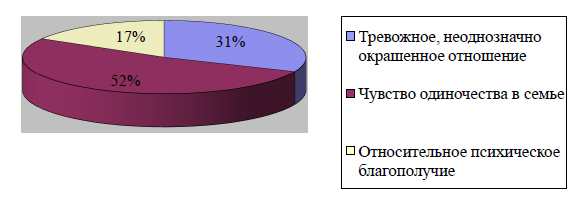 17%
31%
52%
Тревожное, неоднозначно
окрашенное отношение
Чувство одиночества в семье
Относительное психическое
благополучие